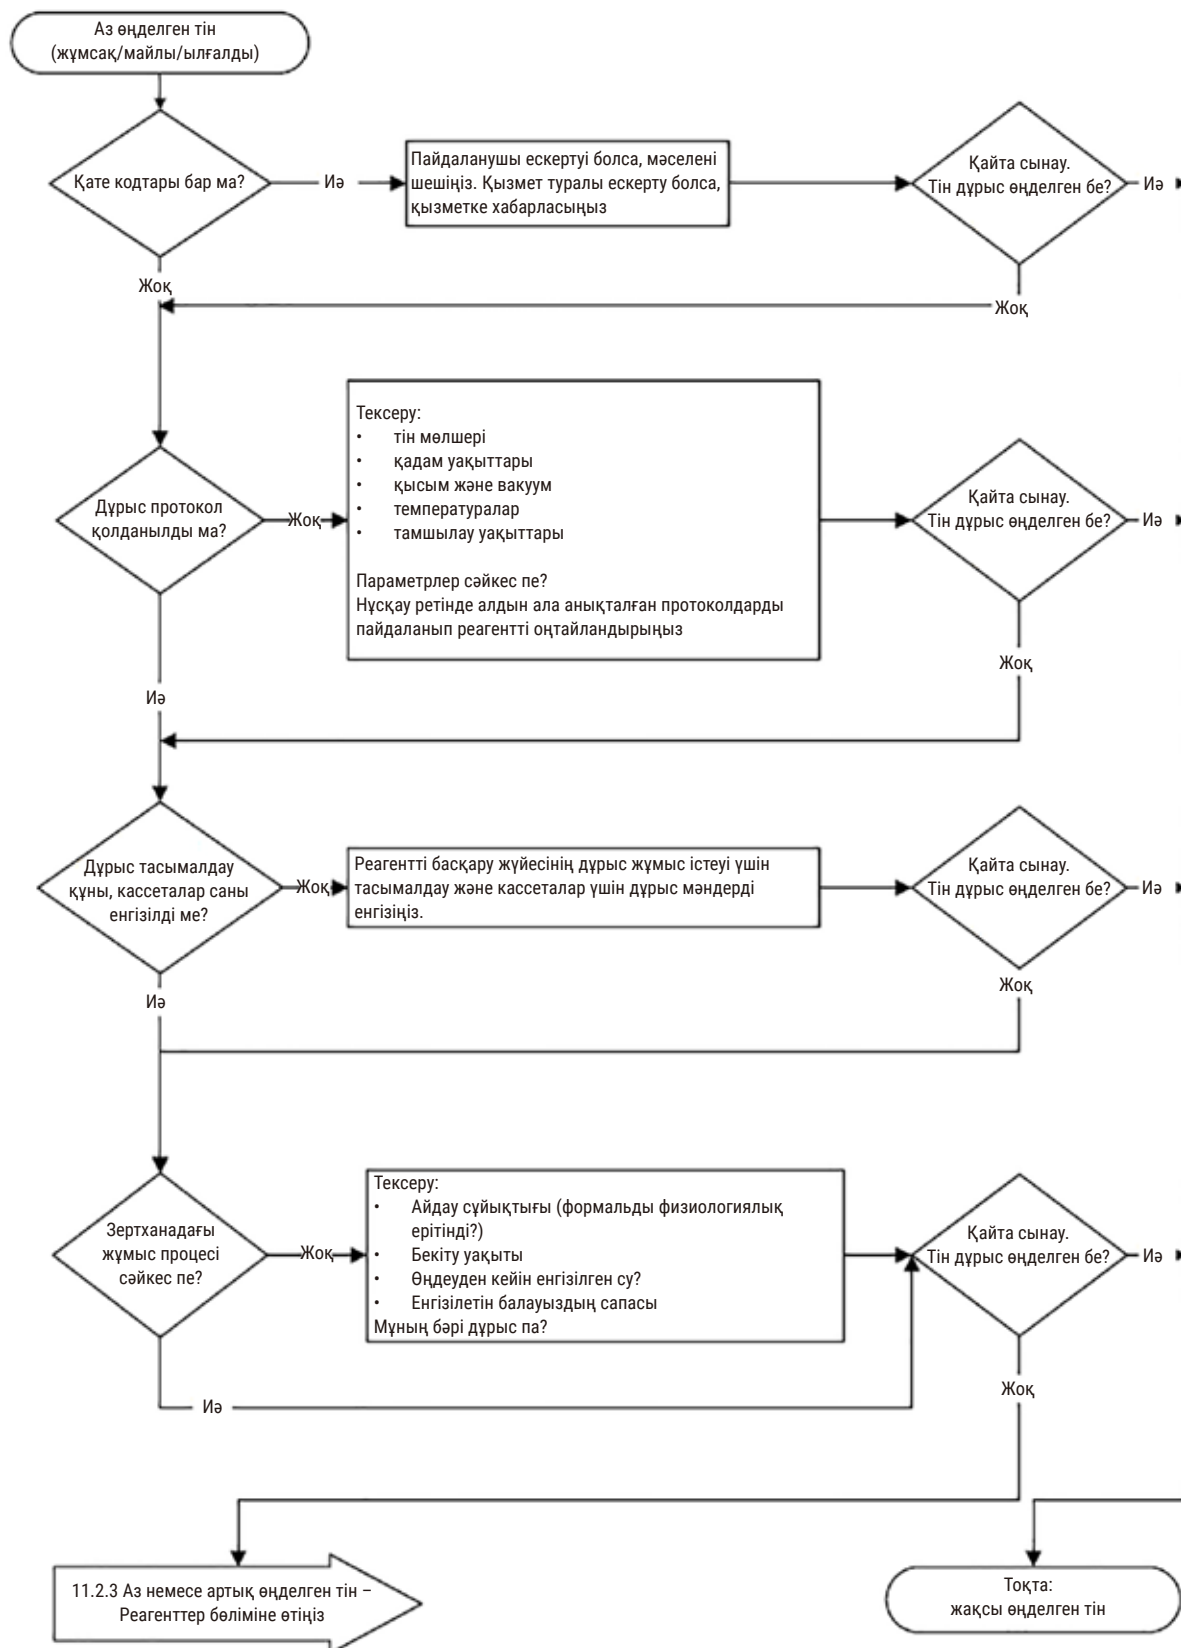 Аз өңделген тін
(жұмсақ/майлы/ылғалды)
Қате кодтары бар ма?
Иә
Пайдаланушы ескертуі болса, мәселені
шешіңіз. Қызмет туралы ескерту болса,
қызметке хабарласыңыз
Қайта сынау.
Тін дұрыс өңделген бе?
Иә
Жоқ
Жоқ
Дұрыс протокол
қолданылды ма?
Жоқ
Тексеру:
• тін мөлшері
• қадам уақыттары
• қысым және вакуум
• температуралар
• тамшылау уақыттары
Параметрлер сәйкес пе?
Нұсқау ретінде алдын ала анықталған протоколдарды
пайдаланып реагентті оңтайландырыңыз
Қайта сынау.
Тін дұрыс өңделген бе?
Иә
Жоқ
Иә
Дұрыс тасымалдау
құны, кассеталар саны
енгізілді ме?
Жоқ
Реагентті басқару жүйесінің дұрыс жұмыс істеуі үшін
тасымалдау және кассеталар үшін дұрыс мәндерді
енгізіңіз.
Қайта сынау.
Тін дұрыс өңделген бе?
Иә
Жоқ
Иә
Зертханадағы
жұмыс процесі
сәйкес пе?
Жоқ
Тексеру:
• Айдау сұйықтығы (формальды физиологиялық
ерітінді?)
• Бекіту уақыты
• Өңдеуден кейін енгізілген су?
• Енгізілетін балауыздың сапасы
Мұның бәрі дұрыс па?
Қайта сынау.
Тін дұрыс өңделген бе?
Иә
Жоқ
Иә
11.2.3 Аз немесе артық өңделген тін –
Реагенттер бөліміне өтіңіз
Тоқта:
жақсы өңделген тін